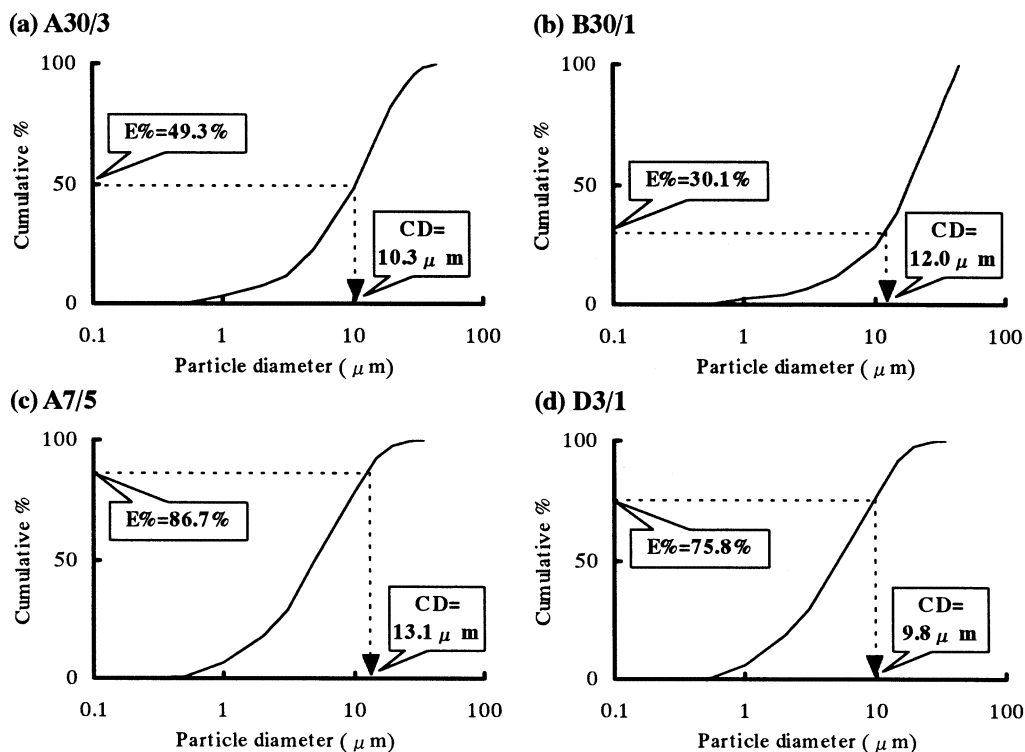 (a) A30/3
100
50
0
Cumulative %
E%=49.3%
CD=
10.3 μ m
0.1 1 10 100
Particle diameter ( μ m)
(b) B30/1
100
50
0
Cumulative %
E%=30.1%
CD=
12.0 μ m
0.1 1 10 100
Particle diameter ( μ m)
(c) A7/5
100
50
0
Cumulative %
E%=86.7%
CD=
13.1 μ m
0.1 1 10 100
Particle diameter ( μ m)
(d) D3/1
100
50
0
Cumulative %
E%=75.8%
CD=
9.8 μ m
0.1 1 10 100
Particle diameter ( μ m)